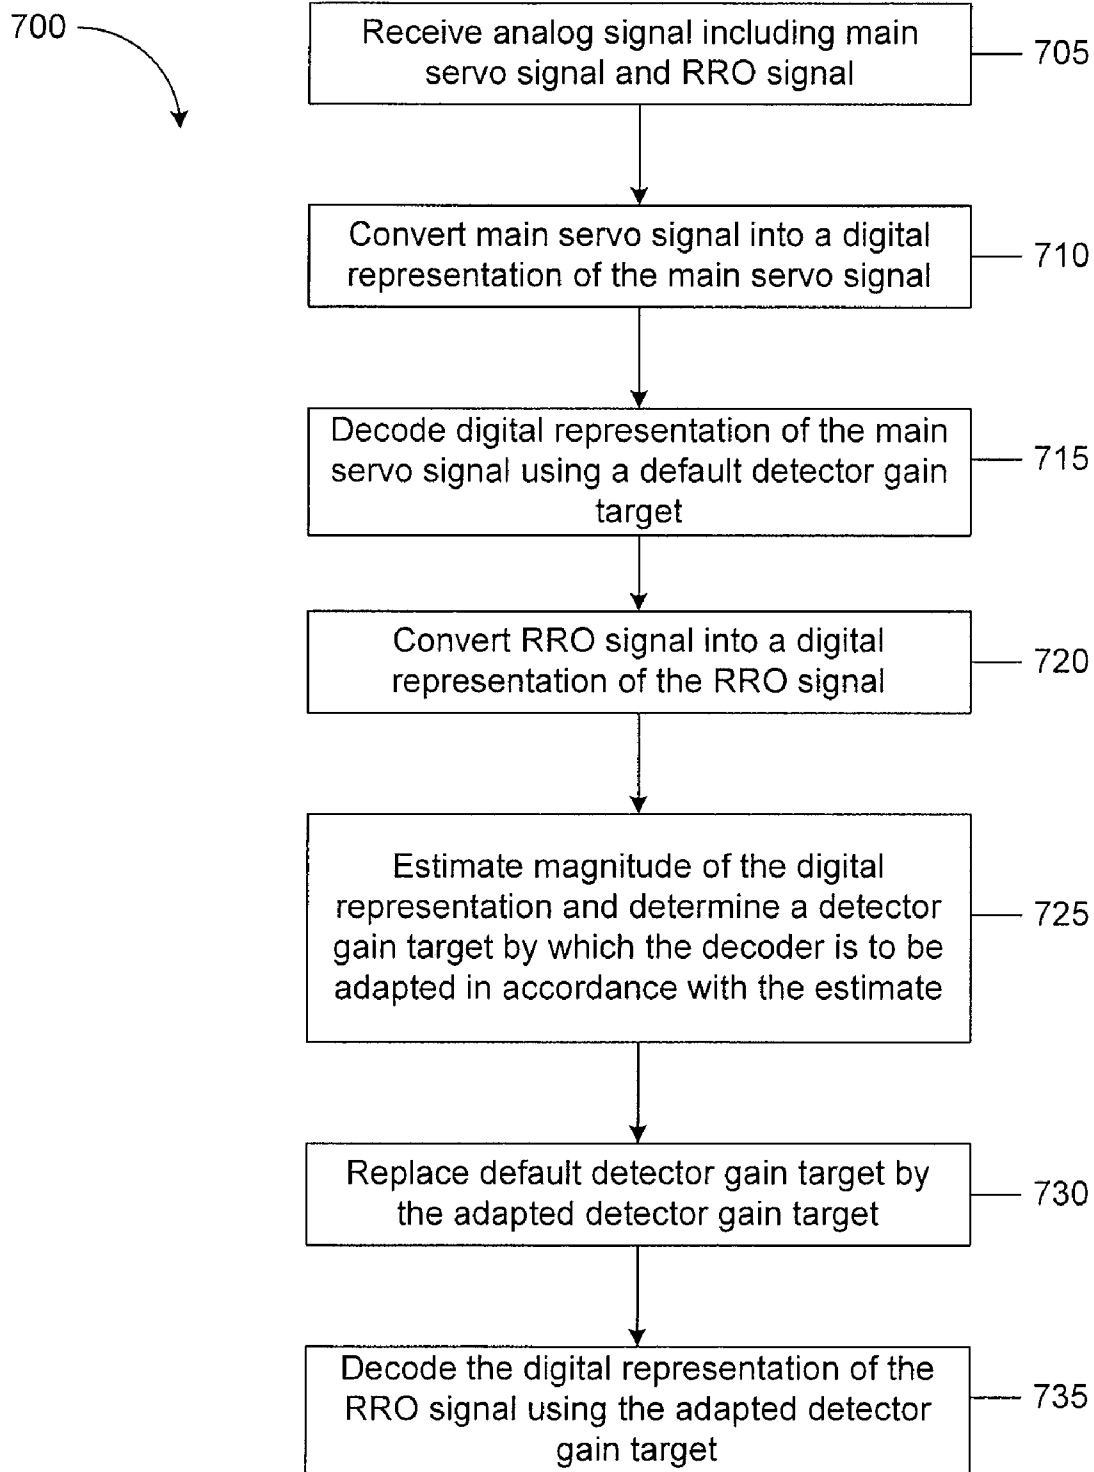 700
Receive analog signal including main
servo signal and RRO signal
705
Convert main servo signal into a digital
representation of the main servo signal
710
Decode digital representation of the main
servo signal using a default detector gain
target
715
Convert RRO signal into a digital
representation of the RRO signal
720
Estimate magnitude of the digital
representation and determine a detector
gain target by which the decoder is to be
adapted in accordance with the estimate
725
Replace default detector gain target by
the adapted detector gain target
730
Decode the digital representation of the
RRO signal using the adapted detector
gain target
735